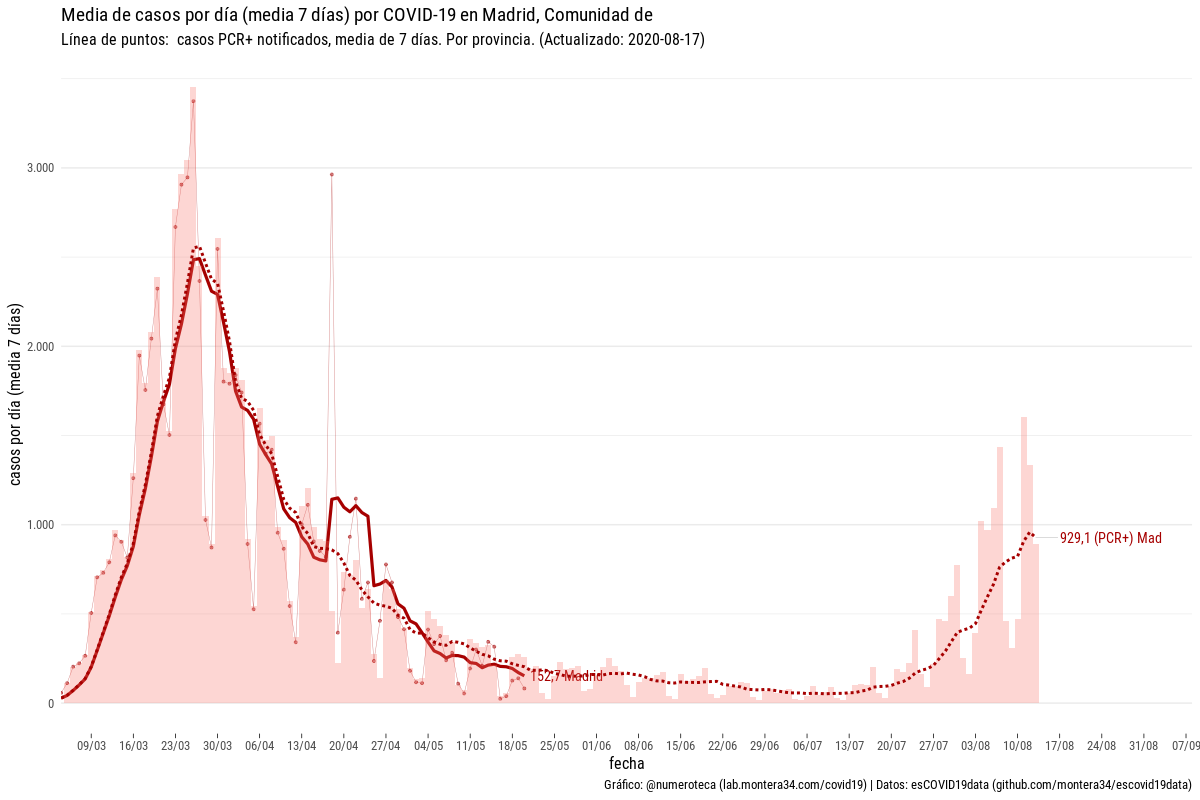 Media de casos por día (media 7 días) por COVID-19 en Madrid, Comunidad de
Línea de puntos:  casos PCR+ notificados, media de 7 días. Por provincia. (Actualizado: 2020-08-17)
casos por día (media 7 días)
3.000
2.000
1.000
0
929,1 (PCR+) Mad
152,7 Madrid
09/03 16/03 23/03 30/03 06/04 13/04 20/04 27/04 04/05 11/05 18/05 25/05 01/06 08/06 15/06 22/06 29/06 06/07 13/07 20/07 27/07 03/08 10/08 17/08 24/08 31/08 07/09
fecha
Gráfico: @numeroteca (lab.montera34.com/covid19) | Datos: esCOVID19data (github.com/montera34/escovid19data)